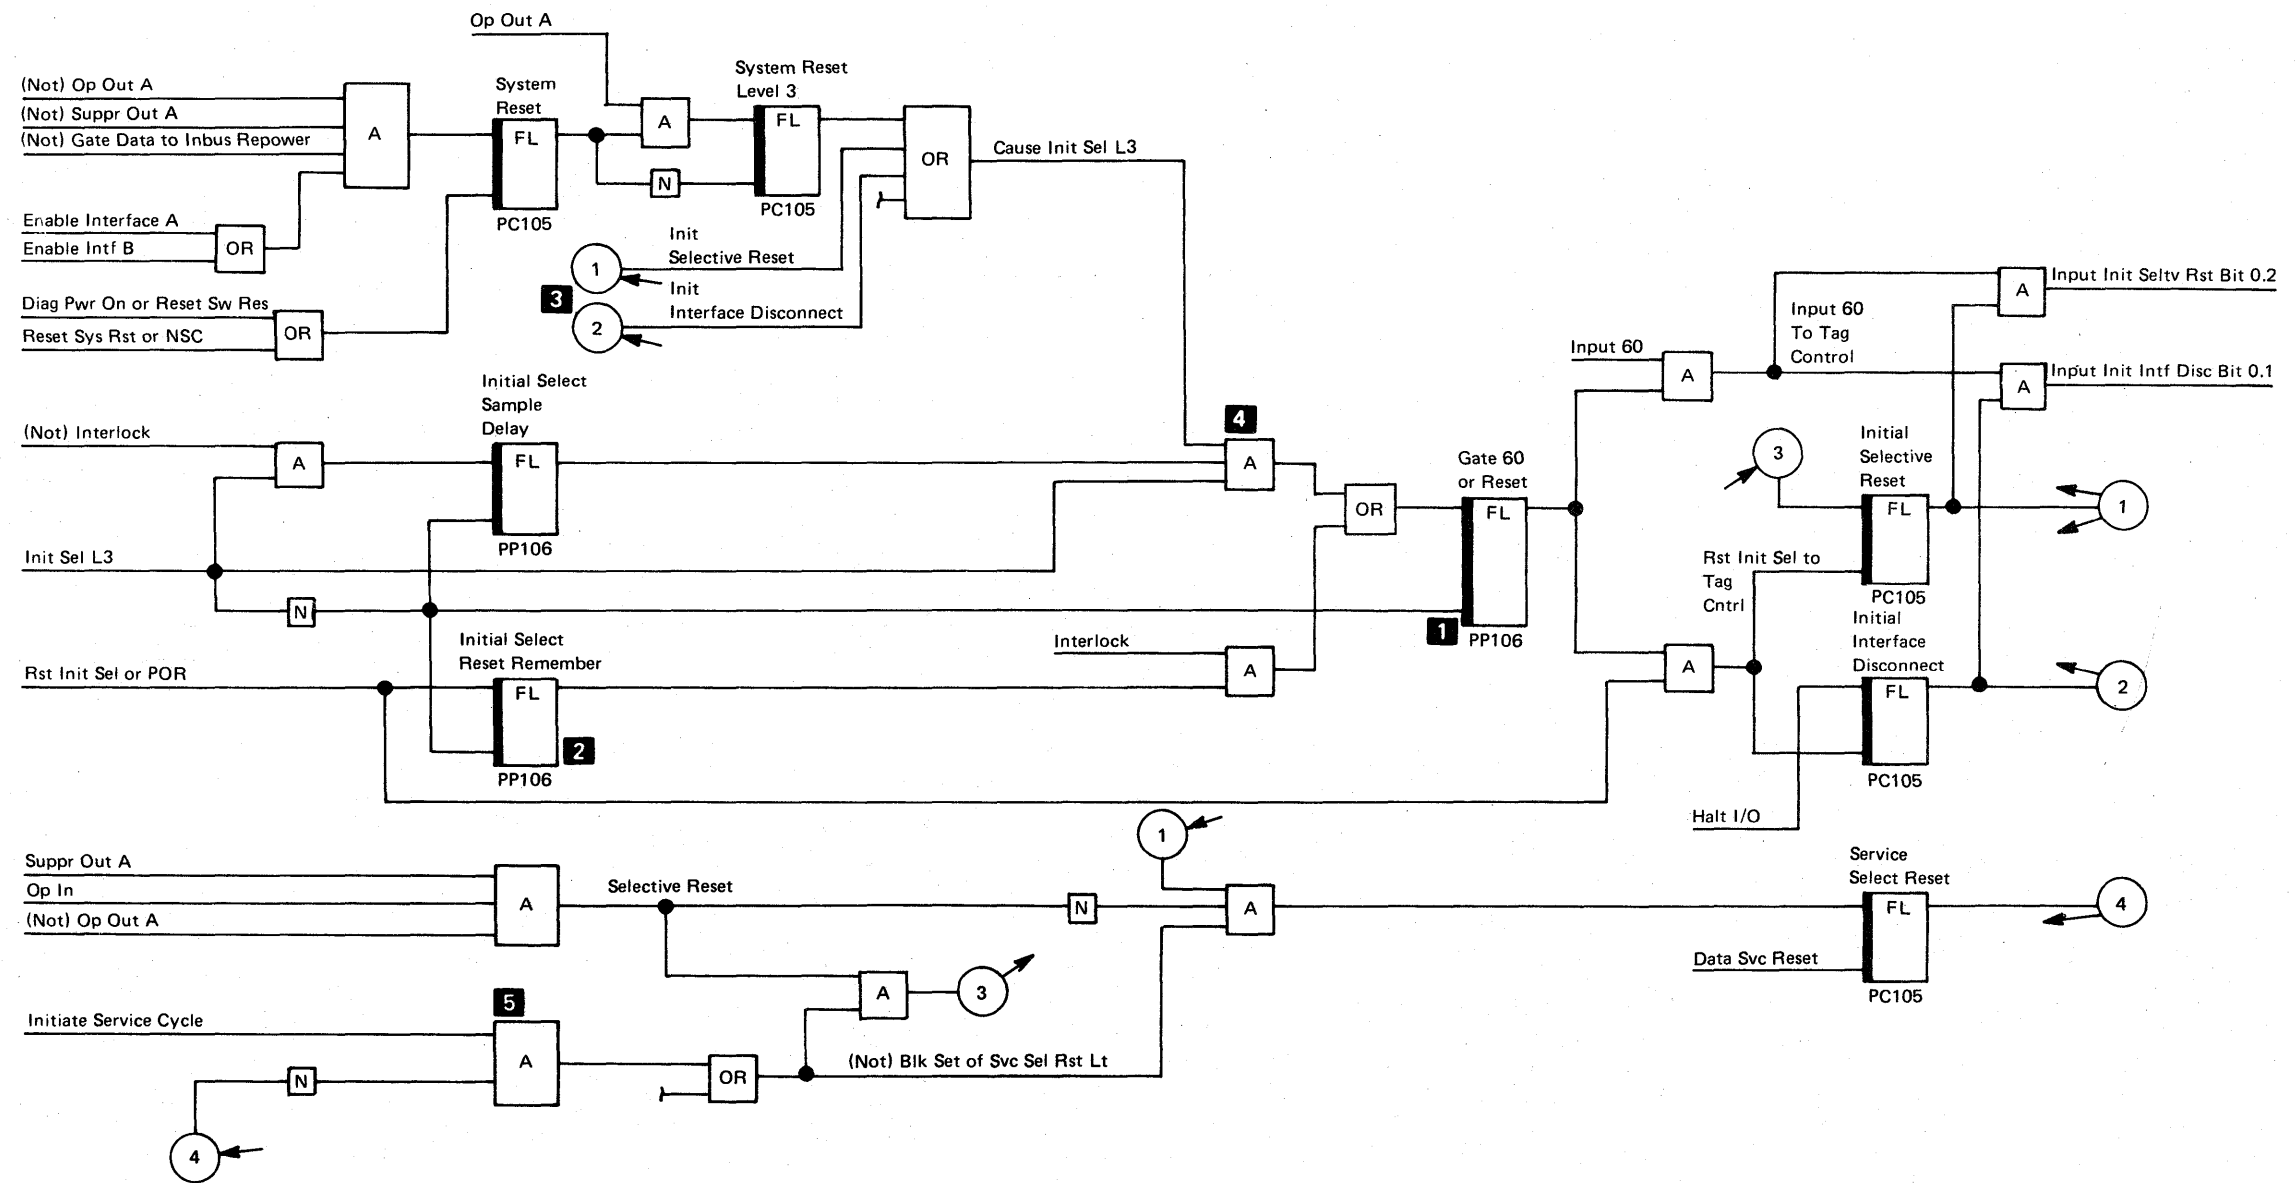 Op Out A
(Not) Op Out A
(Not) Suppr Out A
(Not) Gate Data to Inbus Repower
A
System
Reset
FL
PC105
A
N
System Reset
Level 3
FL
PC105
OR
Cause Init Sel L3
Enable Interface A
Enable Intf B
OR
Diag Pwr On or Reset Sw Res
Reset Sys Rst or NSC
OR
1
Init
Selective Reset
3
Init
Interface Disconnect
2
Input 60
A
Input 60
To Tag
Control
A
Input Init Seltv Rst Bit 0.2
A
Input Init Intf Disc Bit 0.1
(Not) Interlock
A
Initial Select
Sample
Delay
FL
PP106
4
A
OR
Gate 60
or Reset
FL
1
PP106
3
Initial
Selective
Reset
FL
PC105
1
Init Sel L3
N
Rst Init Sel to
Tag
Cntrl
Rst Init Sel or POR
Initial Select
Reset Remember
FL
2
PP106
Interlock
A
A
Initial
Interface
Disconnect
FL
PC105
2
Halt I/O
1
Suppr Out A
Op In
(Not) Op Out A
A
Selective Reset
N
A
Service
Select Reset
FL
PC105
4
Data Svc Reset
A
3
5
Initiate Service Cycle
A
N
OR
(Not) Blk Set of Svc Sel Rst Lt
4